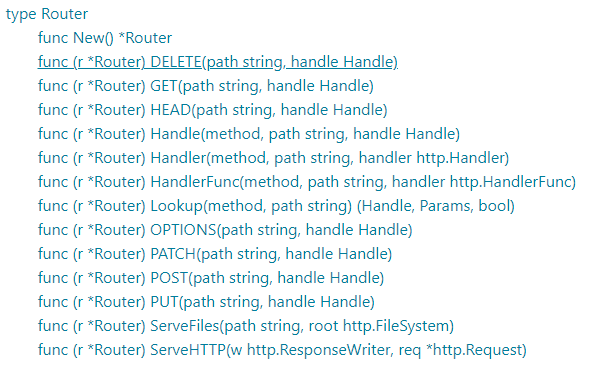 type Router
func New() *Router
func (r *Router) DELETE(path string, handle Handle)
func (r *Router) GET(path string, handle Handle)
func (r *Router) HEAD(path string, handle Handle)
func (r *Router) Handle(method, path string, handle Handle)
func (r *Router) Handler(method, path string, handler http.Handler)
func (r *Router) HandlerFunc(method, path string, handler http.HandlerFunc)
func (r *Router) Lookup(method, path string) (Handle, Params, bool)
func (r *Router) OPTIONS(path string, handle Handle)
func (r *Router) PATCH(path string, handle Handle)
func (r *Router) POST(path string, handle Handle)
func (r *Router) PUT(path string, handle Handle)
func (r *Router) ServeFiles(path string, root http.FileSystem)
func (r *Router) ServeHTTP(w http.ResponseWriter, req *http.Request)